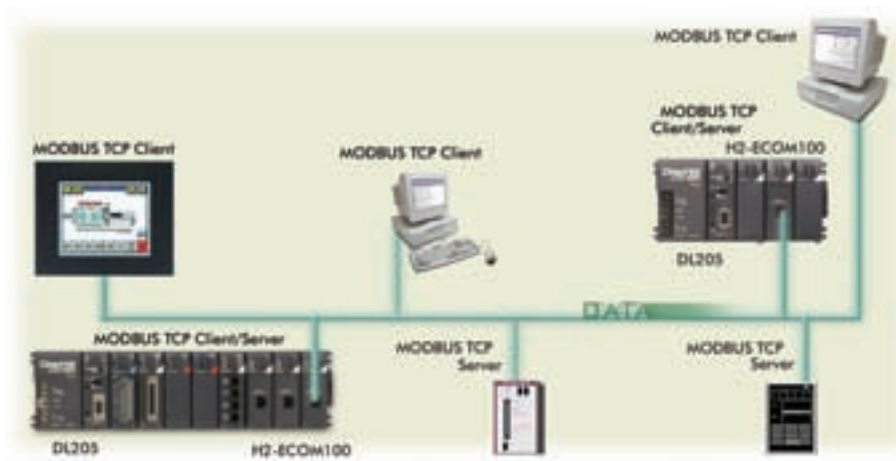 MODBUS TCP Client
MODBUS TCP
Client/Server
H2-ECOM100
MODBUS TCP Client
MODBUS TCP Client
DL205
DATA
MODBUS TCP Client/Server
MODBUS TCP
Server
MODBUS TCP
Server
DL205
H2-ECOM100